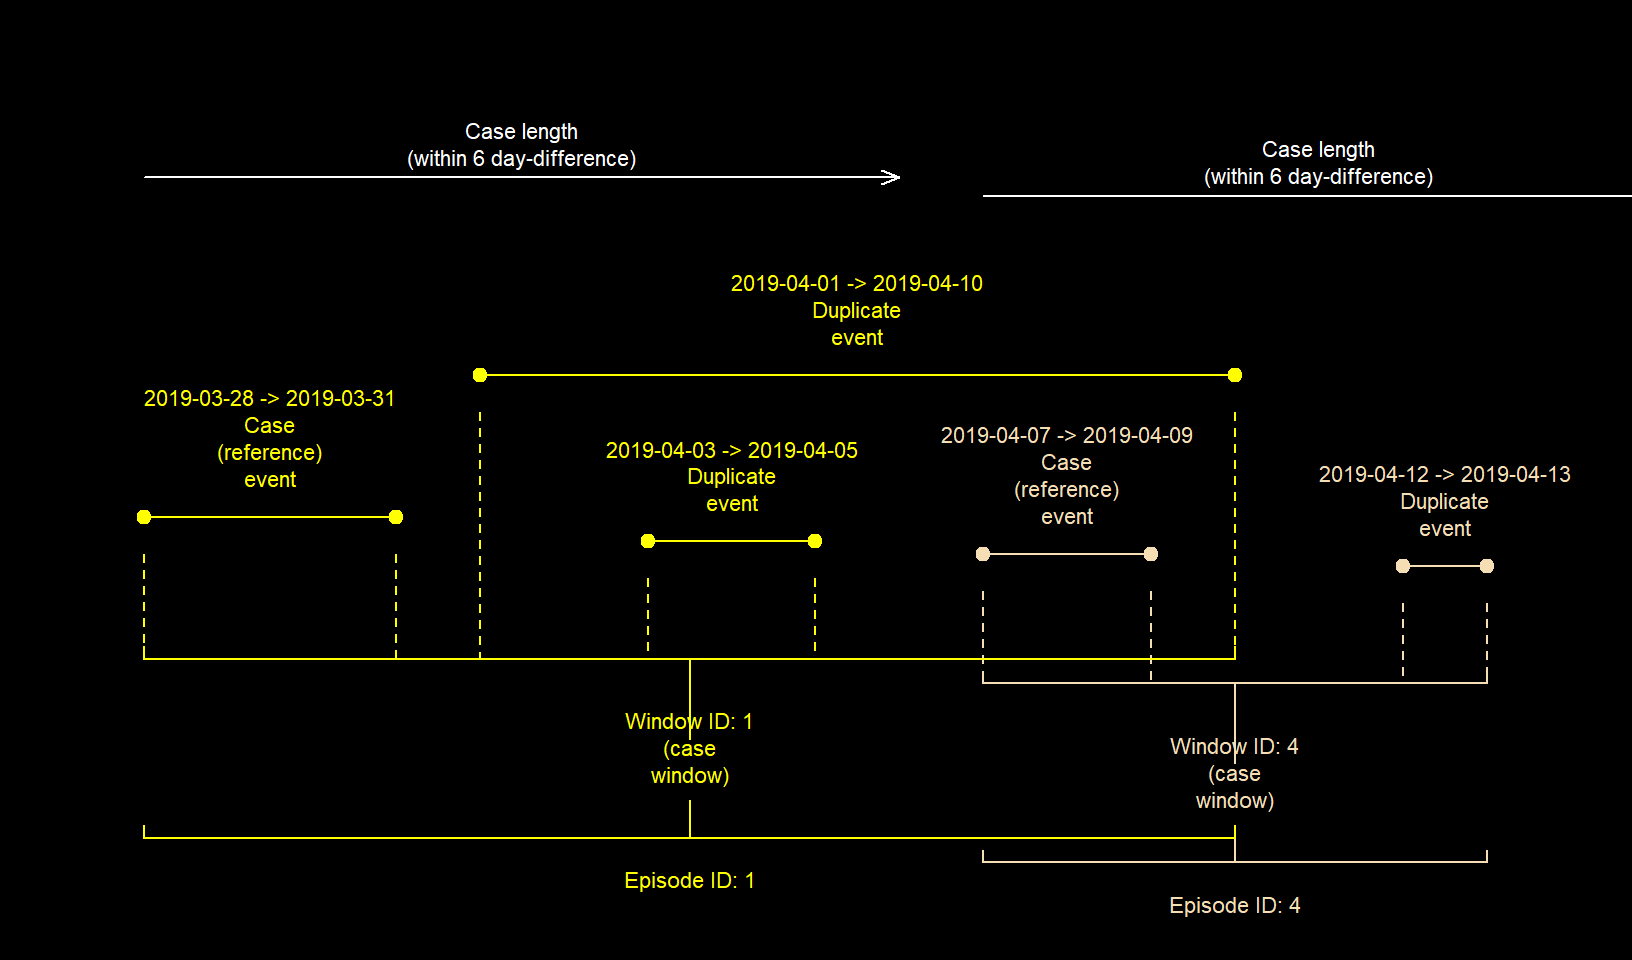 Case length
(within 6 day-difference)
Case length
(within 6 day-difference)
2019-04-01 -> 2019-04-10
Duplicate
event
2019-03-28 -> 2019-03-31
Case
(reference)
event
2019-04-03 -> 2019-04-05
Duplicate
event
2019-04-07 -> 2019-04-09
Case
(reference)
event
2019-04-12 -> 2019-04-13
Duplicate
event
Window ID: 1
(case
window)
Window ID: 4
(case
window)
Episode ID: 1
Episode ID: 4